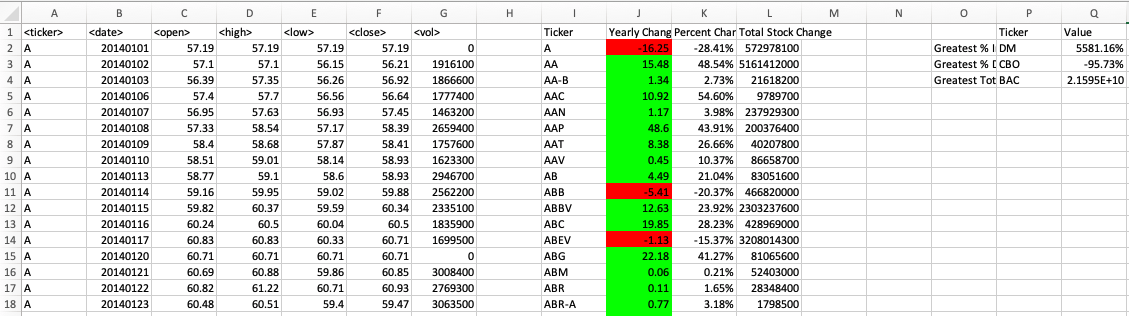 A B C D E F G H I J K L M N O P Q
1 <ticker> <date> <open> <high> <low> <close> <vol> Ticker Yearly Chang Percent Char Total Stock Change Ticker Value
2 A 20140101 57.19 57.19 57.19 57.19 0 A -16.25 -28.41% 572978100 Greatest % I DM 5581.16%
3 A 20140102 57.1 57.1 56.15 56.21 1916100 AA 15.48 48.54% 5161412000 Greatest % D CBO -95.73%
4 A 20140103 56.39 57.35 56.26 56.92 1866600 AA-B 1.34 2.73% 21618200 Greatest Tot BAC 2.1595E+10
5 A 20140106 57.4 57.7 56.56 56.64 1777400 AAC 10.92 54.60% 9789700
6 A 20140107 56.95 57.63 56.93 57.45 1463200 AAN 1.17 3.98% 237929300
7 A 20140108 57.33 58.54 57.17 58.39 2659400 AAP 48.6 43.91% 200376400
8 A 20140109 58.4 58.68 57.87 58.41 1757600 AAT 8.38 26.66% 40207800
9 A 20140110 58.51 59.01 58.14 58.93 1623300 AAV 0.45 10.37% 86658700
10 A 20140113 58.77 59.1 58.6 58.93 2946700 AB 4.49 21.04% 83051600
11 A 20140114 59.16 59.95 59.02 59.88 2562200 ABB -5.41 -20.37% 466820000
12 A 20140115 59.82 60.37 59.59 60.34 2335100 ABBV 12.63 23.92% 2303237600
13 A 20140116 60.24 60.5 60.04 60.5 1835900 ABC 19.85 28.23% 428969000
14 A 20140117 60.83 60.83 60.33 60.71 1699500 ABEV -1.13 -15.37% 3208014300
15 A 20140120 60.71 60.71 60.71 60.71 0 ABG 22.18 41.27% 81065600
16 A 20140121 60.69 60.88 59.86 60.85 3008400 ABM 0.06 0.21% 52403000
17 A 20140122 60.82 61.22 60.71 60.93 2769300 ABR 0.11 1.65% 28348400
18 A 20140123 60.48 60.51 59.4 59.47 3063500 ABR-A 0.77 3.18% 1798500